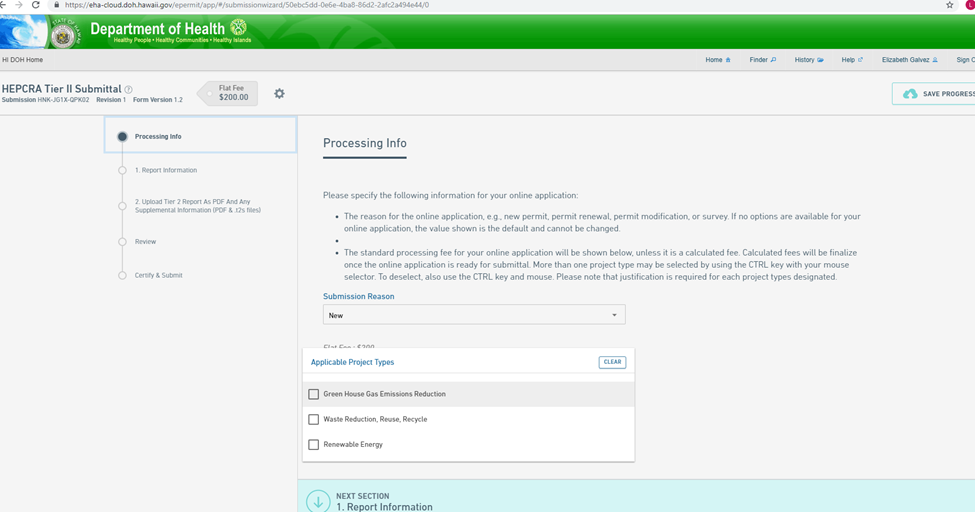 https://eha-cloud.doh.hawaii.gov/epermit/app/#/submissionwizard/50ebc5dd-0e6e-4ba8-86d2-2afc2a494e44/0
L
STATE OF HAWAII
Department of Health
Healthy People • Healthy Communities • Healthy Islands
HI DOH Home
Home
Finder
History
Help
Elizabeth Galvez
Sign O
HEPCRA Tier II Submittal
Submission HNK-JG1X-QPK02 Revision 1 Form Version 1.2
Flat Fee
$200.00
SAVE PROGRESS
Processing Info
1. Report Information
2. Upload Tier 2 Report As PDF And Any
Supplemental Information (PDF & .t2s files)
Review
Certify & Submit
Processing Info
Please specify the following information for your online application:
• The reason for the online application, e.g., new permit, permit renewal, permit modification, or survey. If no options are available for your
online application, the value shown is the default and cannot be changed.
•
• The standard processing fee for your online application will be shown below, unless it is a calculated fee. Calculated fees will be finalize
once the online application is ready for submittal. More than one project type may be selected by using the CTRL key with your mouse
selector. To deselect, also use the CTRL key and mouse. Please note that justification is required for each project types designated.
Submission Reason
New
Flat Fee : $200
Applicable Project Types
CLEAR
Green House Gas Emissions Reduction
Waste Reduction, Reuse, Recycle
Renewable Energy
NEXT SECTION
1. Report Information